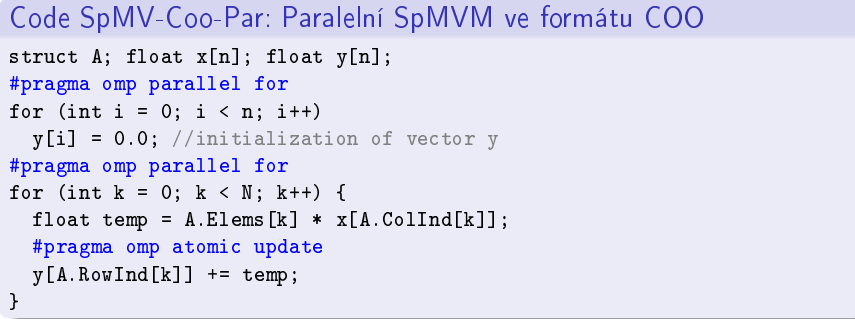 Code SpMV-Coo-Par: Paralelní SpMVM ve formátu COO
struct A; float x[n]; float y[n];
#pragma omp parallel for
for (int i = 0; i < n; i++)
  y[i] = 0.0; //initialization of vector y
#pragma omp parallel for
for (int k = 0; k < N; k++) {
  float temp = A.Elems[k] * x[A.ColInd[k]];
  #pragma omp atomic update
  y[A.RowInd[k]] += temp;
}